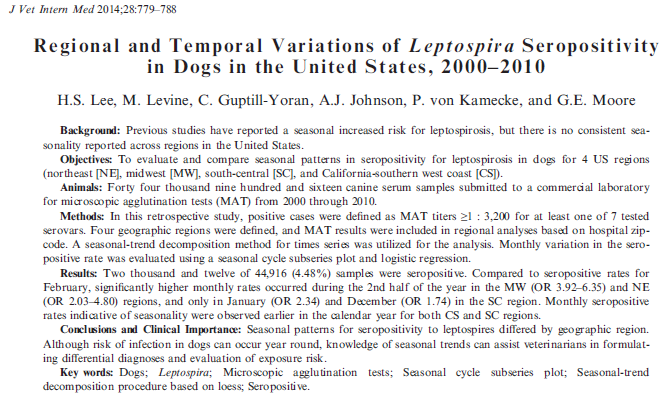 J Vet Intern Med 2014;28:779–788
Regional and Temporal Variations of Leptospira Seropositivity
in Dogs in the United States, 2000–2010
H.S. Lee, M. Levine, C. Guptill-Yoran, A.J. Johnson, P. von Kamecke, and G.E. Moore
Background: Previous studies have reported a seasonal increased risk for leptospirosis, but there is no consistent sea-
sonality reported across regions in the United States.
Objectives: To evaluate and compare seasonal patterns in seropositivity for leptospirosis in dogs for 4 US regions
(northeast [NE], midwest [MW], south-central [SC], and California-southern west coast [CS]).
Animals: Forty four thousand nine hundred and sixteen canine serum samples submitted to a commercial laboratory
for microscopic agglutination tests (MAT) from 2000 through 2010.
Methods: In this retrospective study, positive cases were defined as MAT titers ≥1 : 3,200 for at least one of 7 tested
serovars. Four geographic regions were defined, and MAT results were included in regional analyses based on hospital zip-
code. A seasonal-trend decomposition method for times series was utilized for the analysis. Monthly variation in the sero-
positive rate was evaluated using a seasonal cycle subseries plot and logistic regression.
Results: Two thousand and twelve of 44,916 (4.48%) samples were seropositive. Compared to seropositive rates for
February, significantly higher monthly rates occurred during the 2nd half of the year in the MW (OR 3.92–6.35) and NE
(OR 2.03–4.80) regions, and only in January (OR 2.34) and December (OR 1.74) in the SC region. Monthly seropositive
rates indicative of seasonality were observed earlier in the calendar year for both CS and SC regions.
Conclusions and Clinical Importance: Seasonal patterns for seropositivity to leptospires differed by geographic region.
Although risk of infection in dogs can occur year round, knowledge of seasonal trends can assist veterinarians in formulat-
ing differential diagnoses and evaluation of exposure risk.
Key words: Dogs; Leptospira; Microscopic agglutination tests; Seasonal cycle subseries plot; Seasonal-trend
decomposition procedure based on loess; Seropositive.